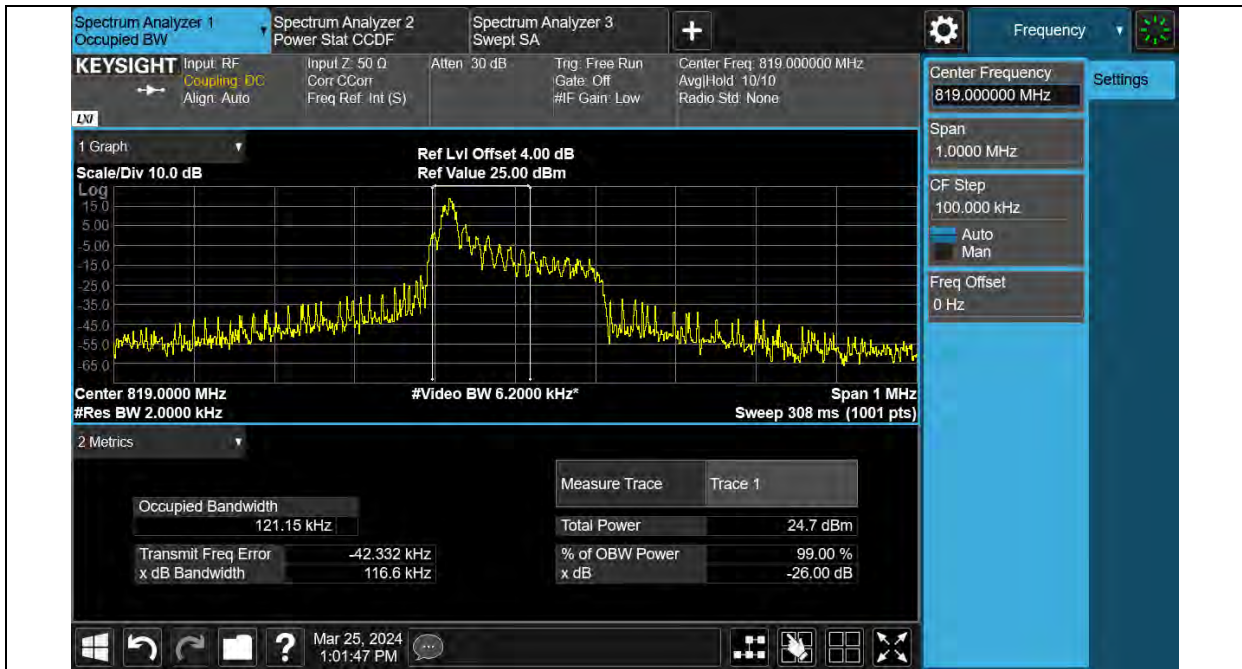 Spectrum Analyzer 1
Occupied BW
Spectrum Analyzer 2
Power Stat CCDF
Spectrum Analyzer 3
Swept SA
Frequency
KEYSIGHT
Input: RF
Coupling: DC
Align: Auto
Input Z: 50 Ω
Corr CCorr
Freq Ref: Int (S)
Atten: 30 dB
Trig: Free Run
Gate: Off
#IF Gain: Low
Center Freq: 819.000000 MHz
Avg|Hold: 10/10
Radio Std: None
LXI
Center Frequency
819.000000 MHz
Settings
Span
1.0000 MHz
CF Step
100.000 kHz
Auto
Man
Freq Offset
0 Hz
1 Graph
Scale/Div 10.0 dB
Ref Lvl Offset 4.00 dB
Ref Value 25.00 dBm
Log
15.0
5.00
-5.00
-15.0
-25.0
-35.0
-45.0
-55.0
-65.0
Center 819.0000 MHz
#Video BW 6.2000 kHz*
Span 1 MHz
#Res BW 2.0000 kHz
Sweep 308 ms (1001 pts)
2 Metrics
Measure Trace
Trace 1
Occupied Bandwidth
121.15 kHz
Total Power
24.7 dBm
Transmit Freq Error
-42.332 kHz
% of OBW Power
99.00 %
x dB Bandwidth
116.6 kHz
x dB
-26.00 dB
?
Mar 25, 2024
1:01:47 PM